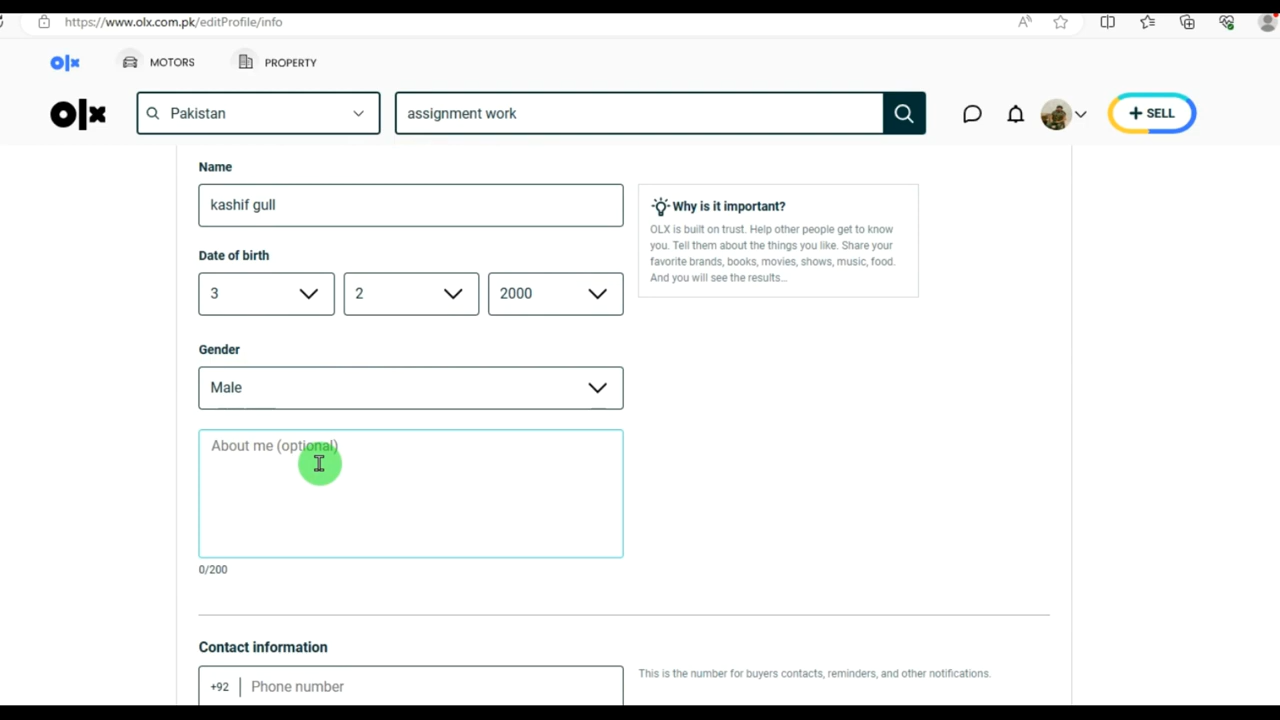 https://www.olx.com.pk/editProfile/info
olx MOTORS PROPERTY
olx Pakistan assignment work + SELL
Name
kashif gull
Why is it important?
OLX is built on trust. Help other people get to know
you. Tell them about the things you like. Share your
favorite brands, books, movies, shows, music, food.
And you will see the results...
Date of birth
3 2 2000
Gender
Male
About me (optional)
0/200
Contact information
+92 Phone number
This is the number for buyers contacts, reminders, and other notifications.